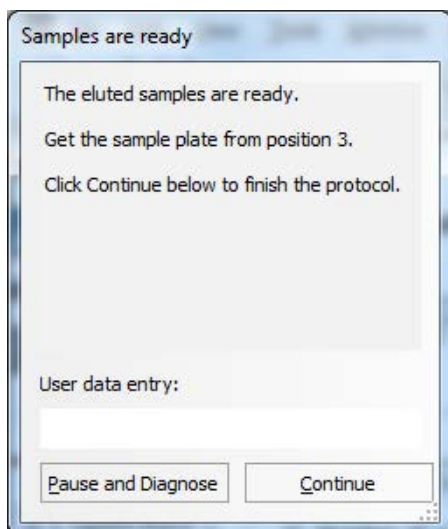 Samples are ready
The eluted samples are ready.
Get the sample plate from position 3.
Click Continue below to finish the protocol.
User data entry:
Pause and Diagnose
Continue